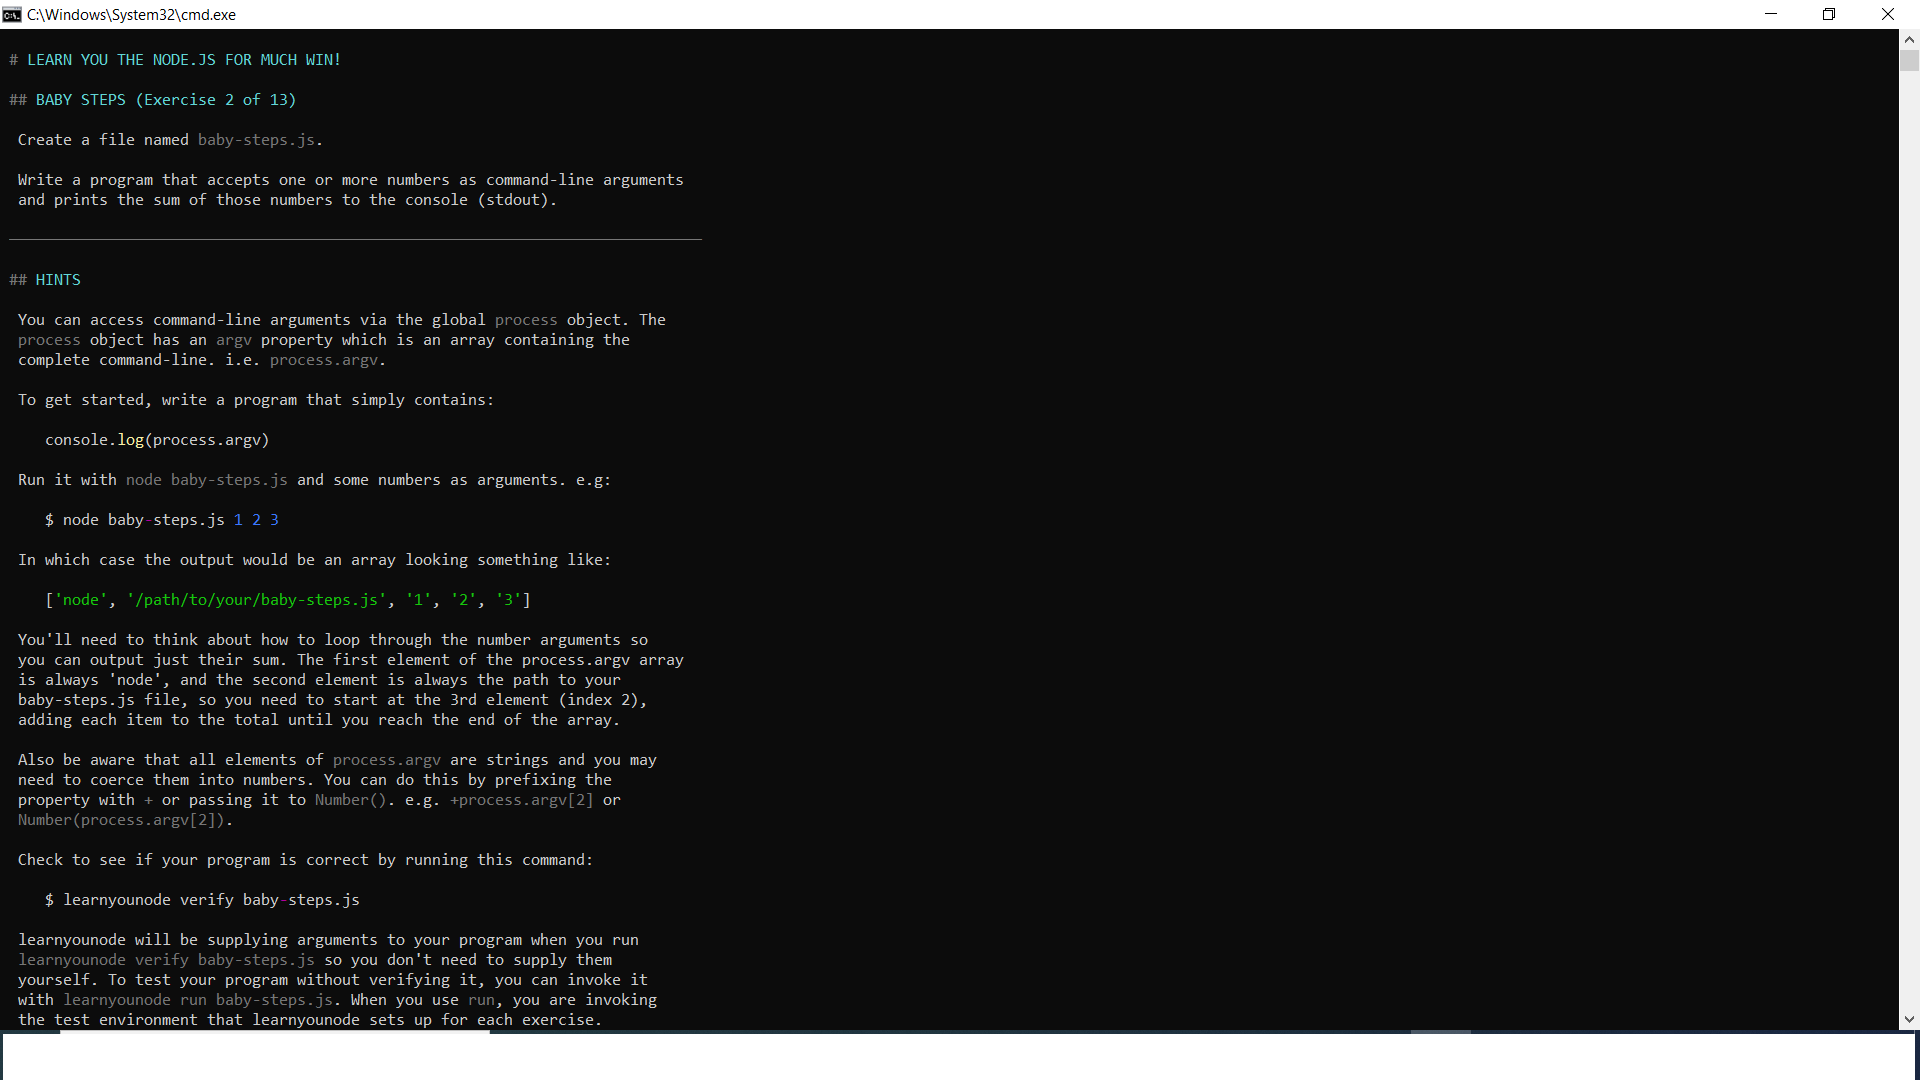 C:\Windows\System32\cmd.exe
# LEARN YOU THE NODE.JS FOR MUCH WIN!
## BABY STEPS (Exercise 2 of 13)
Create a file named baby-steps.js.
Write a program that accepts one or more numbers as command-line arguments
and prints the sum of those numbers to the console (stdout).
## HINTS
You can access command-line arguments via the global process object. The
process object has an argv property which is an array containing the
complete command-line. i.e. process.argv.
To get started, write a program that simply contains:
console.log(process.argv)
Run it with node baby-steps.js and some numbers as arguments. e.g:
$ node baby-steps.js 1 2 3
In which case the output would be an array looking something like:
['node', '/path/to/your/baby-steps.js', '1', '2', '3']
You'll need to think about how to loop through the number arguments so
you can output just their sum. The first element of the process.argv array
is always 'node', and the second element is always the path to your
baby-steps.js file, so you need to start at the 3rd element (index 2),
adding each item to the total until you reach the end of the array.
Also be aware that all elements of process.argv are strings and you may
need to coerce them into numbers. You can do this by prefixing the
property with + or passing it to Number(). e.g. +process.argv[2] or
Number(process.argv[2]).
Check to see if your program is correct by running this command:
$ learnyounode verify baby-steps.js
learnyounode will be supplying arguments to your program when you run
learnyounode verify baby-steps.js so you don't need to supply them
yourself. To test your program without verifying it, you can invoke it
with learnyounode run baby-steps.js. When you use run, you are invoking
the test environment that learnyounode sets up for each exercise.